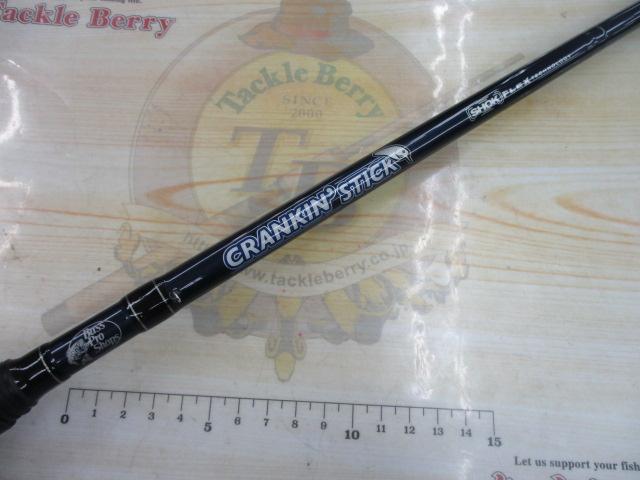 Tackle Berry
Tackle Berry
SINCE
2000
TB
SHOK FLEX TECHNOLOGY
CRANKIN' STICK
www.tackleberry.co.jp
Bass
Pro
Shops
0 1 2 3 4 5 6 7 8 9 10 11 12 13 14 15
Let us support your fish